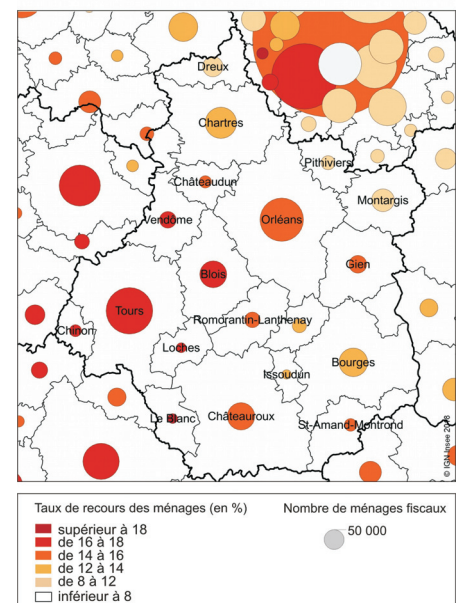 Dreux
Chartres
Pithiviers
Châteaudun
Montargis
Vendôme
Orléans
Gien
Blois
Tours
Romorantin-Lanthenay
Chinon
Loches
Bourges
Issoudun
Le Blanc
Châteauroux
St-Amand-Montrond
© IGN-Insee 2016
Taux de recours des ménages (en %)
supérieur à 18
de 16 à 18
de 14 à 16
de 12 à 14
de 8 à 12
inférieur à 8
Nombre de ménages fiscaux
50 000